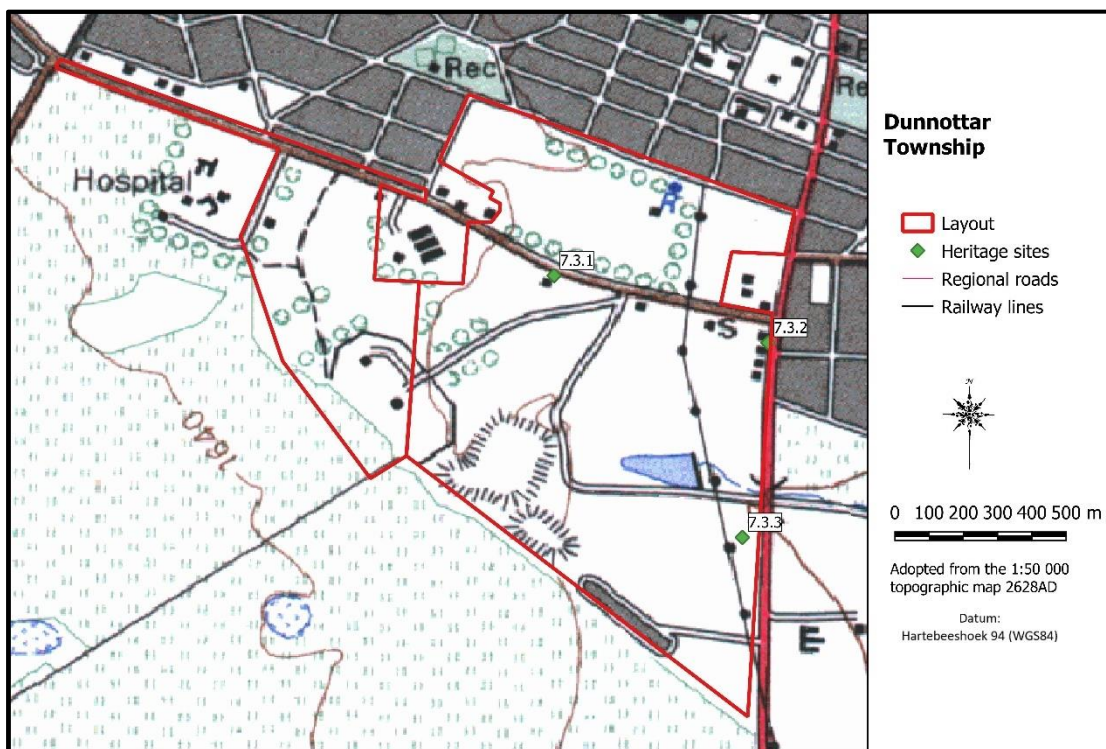 Rec
K
Re
Hospital
R
7.3.1
S
7.3.2
1640
7.3.3
E
Dunnottar
Township
Layout
Heritage sites
Regional roads
Railway lines
N
0 100 200 300 400 500 m
Adopted from the 1:50 000
topographic map 2628AD
Datum:
Hartebeeshoek 94 (WGS84)